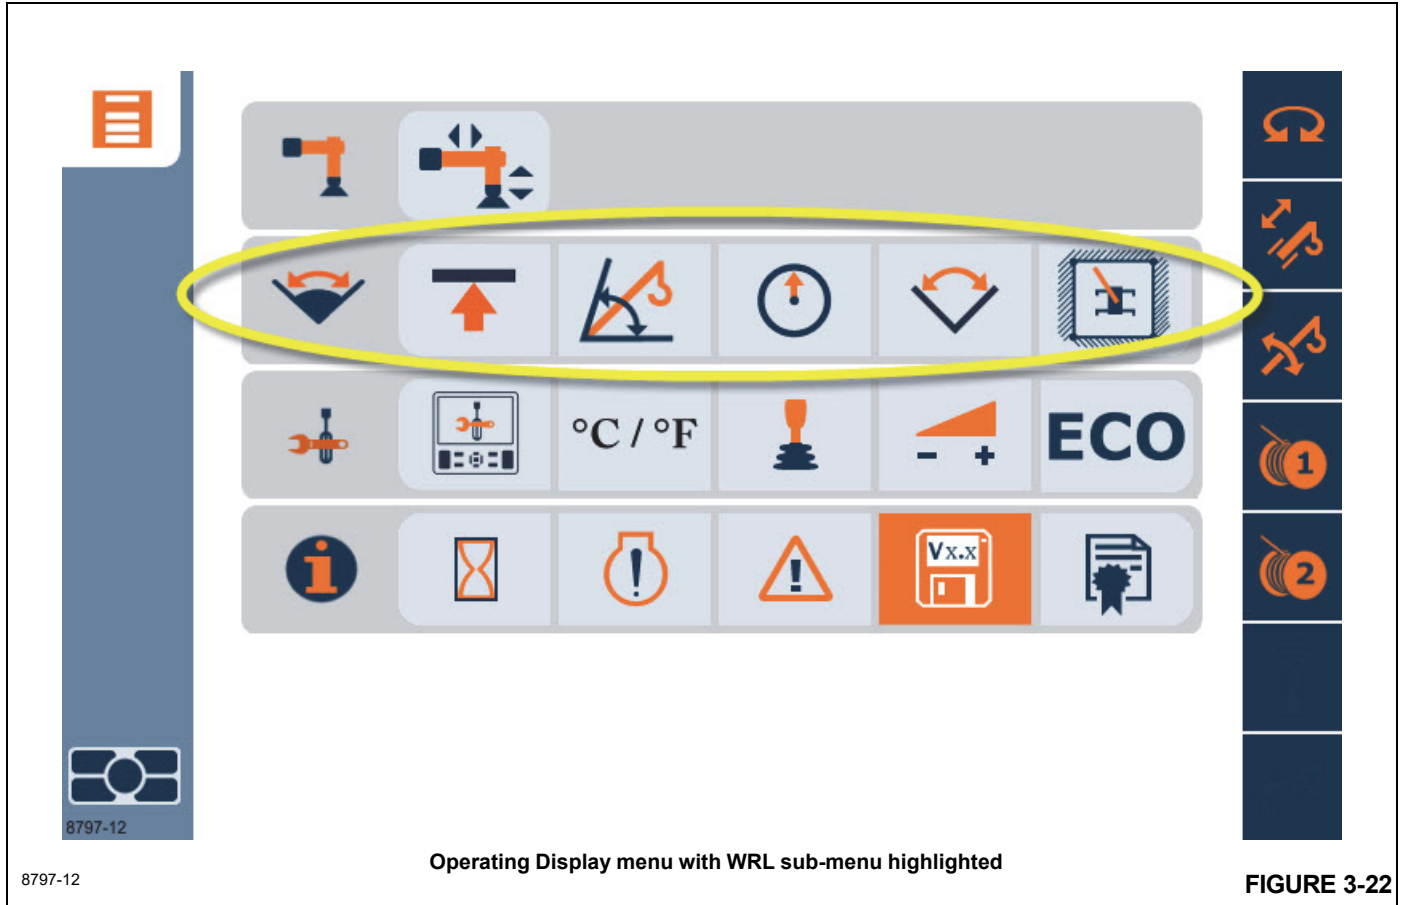 °C / °F
ECO
1
i
Vx.x
2
8797-12
Operating Display menu with WRL sub-menu highlighted
8797-12
FIGURE 3-22